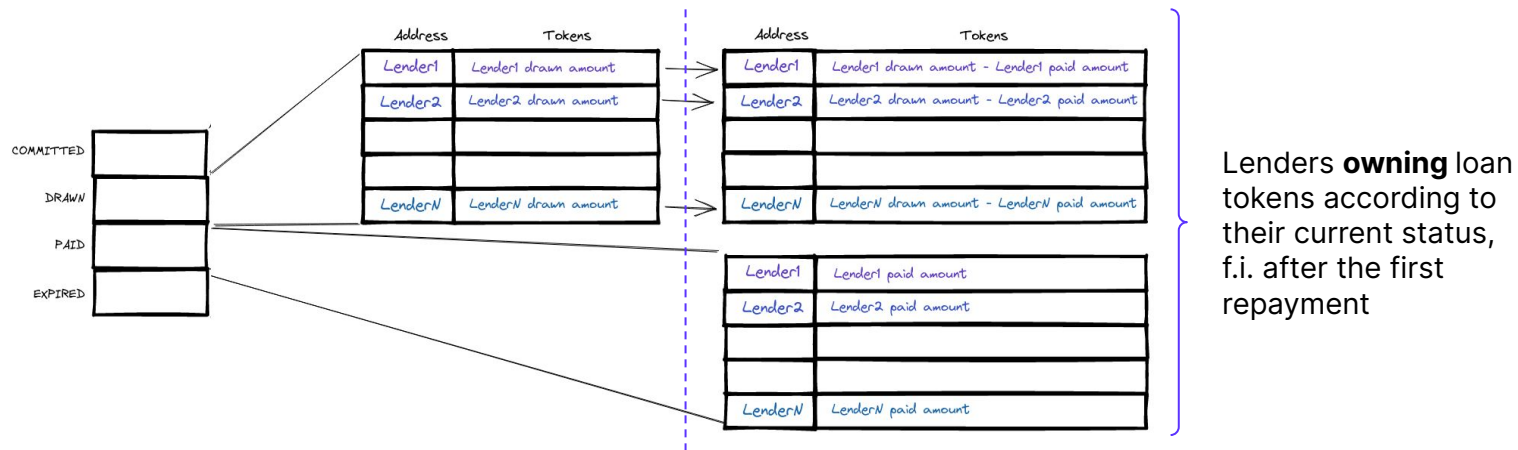 COMMITTED
DRAWN
PAID
EXPIRED
Address Tokens
Lender1 Lender1 drawn amount
Lender2 Lender2 drawn amount
LenderN LenderN drawn amount
Address Tokens
Lender1 Lender1 drawn amount - Lender1 paid amount
Lender2 Lender2 drawn amount - Lender2 paid amount
LenderN LenderN drawn amount - LenderN paid amount
Lender1 Lender1 paid amount
Lender2 Lender2 paid amount
LenderN LenderN paid amount
Lenders owning loan
tokens according to
their current status,
f.i. after the first
repayment